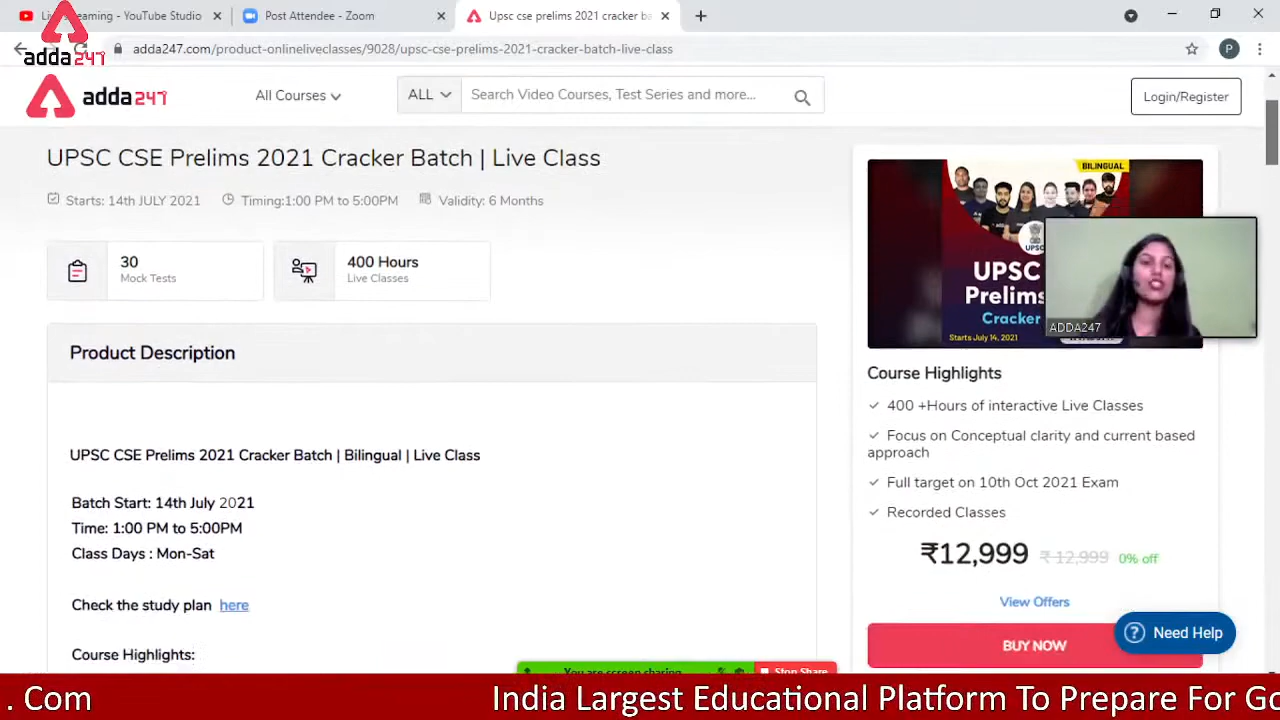 Streaming - YouTube Studio
Post Attendee - Zoom
Upsc cse prelims 2021 cracker ba
adda247.com/product-onlineliveclasses/9028/upsc-cse-prelims-2021-cracker-batch-live-class
P
adda247
adda247
All Courses
ALL
Search Video Courses, Test Series and more...
Login/Register
UPSC CSE Prelims 2021 Cracker Batch | Live Class
Starts: 14th JULY 2021
Timing:1:00 PM to 5:00PM
Validity: 6 Months
30
Mock Tests
400 Hours
Live Classes
Product Description
UPSC CSE Prelims 2021 Cracker Batch | Bilingual | Live Class
Batch Start: 14th July 2021
Time: 1:00 PM to 5:00PM
Class Days : Mon-Sat
Check the study plan here
Course Highlights:
BILINGUAL
UPSC
UPSC
Prelims
Cracker
Starts July 14, 2021
ADDA247
Course Highlights
400 +Hours of interactive Live Classes
Focus on Conceptual clarity and current based
approach
Full target on 10th Oct 2021 Exam
Recorded Classes
₹12,999 ₹ 12,999 0% off
View Offers
BUY NOW
Need Help
You are screen sharing
Stop Share
. Com
India Largest Educational Platform To Prepare For Go